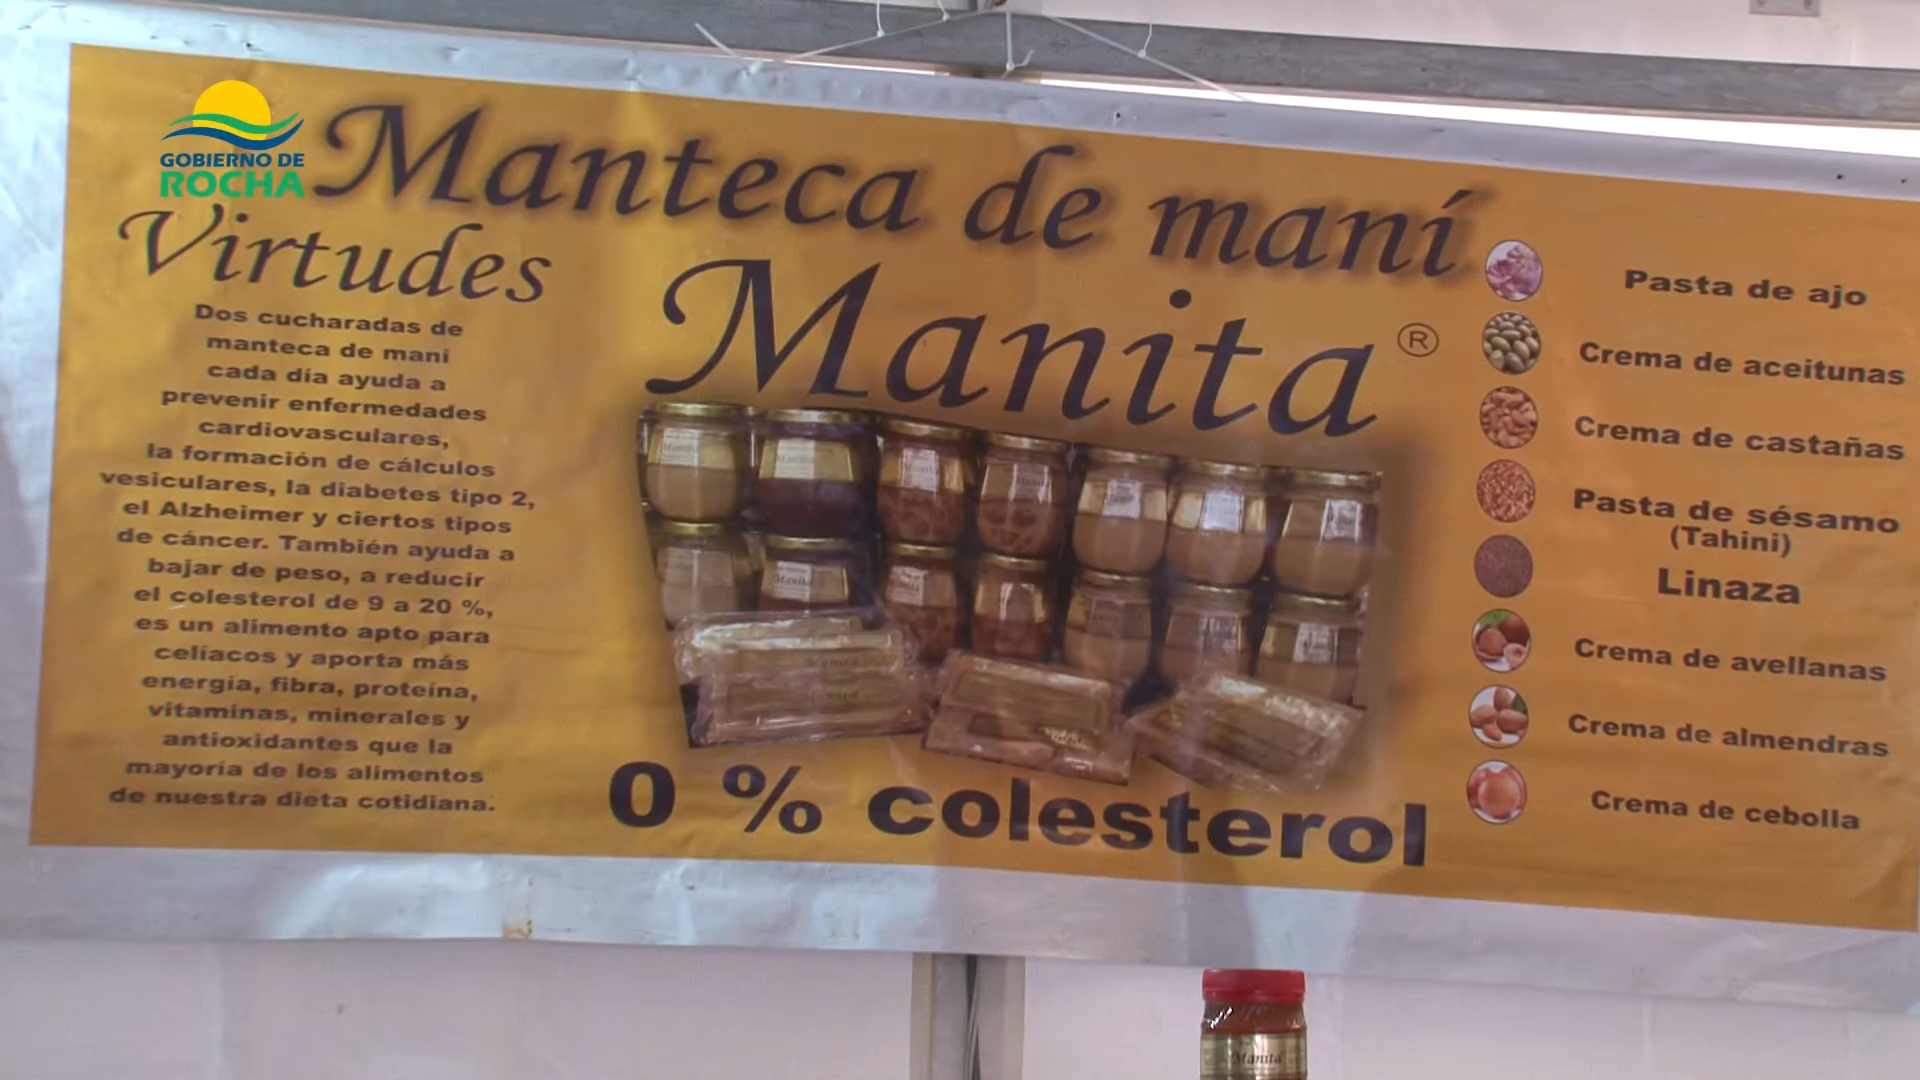 GOBIERNO DE
ROCHA
Manteca de maní
Manita ®
Virtudes
Dos cucharadas de
manteca de maní
cada día ayuda a
prevenir enfermedades
cardiovasculares,
la formación de cálculos
vesiculares, la diabetes tipo 2,
el Alzheimer y ciertos tipos
de cáncer. También ayuda a
bajar de peso, a reducir
el colesterol de 9 a 20 %,
es un alimento apto para
celíacos y aporta más
energía, fibra, proteína,
vitaminas, minerales y
antioxidantes que la
mayoría de los alimentos
de nuestra dieta cotidiana.
0 % colesterol
Pasta de ajo
Crema de aceitunas
Crema de castañas
Pasta de sésamo
(Tahini)
Linaza
Crema de avellanas
Crema de almendras
Crema de cebolla
Manita